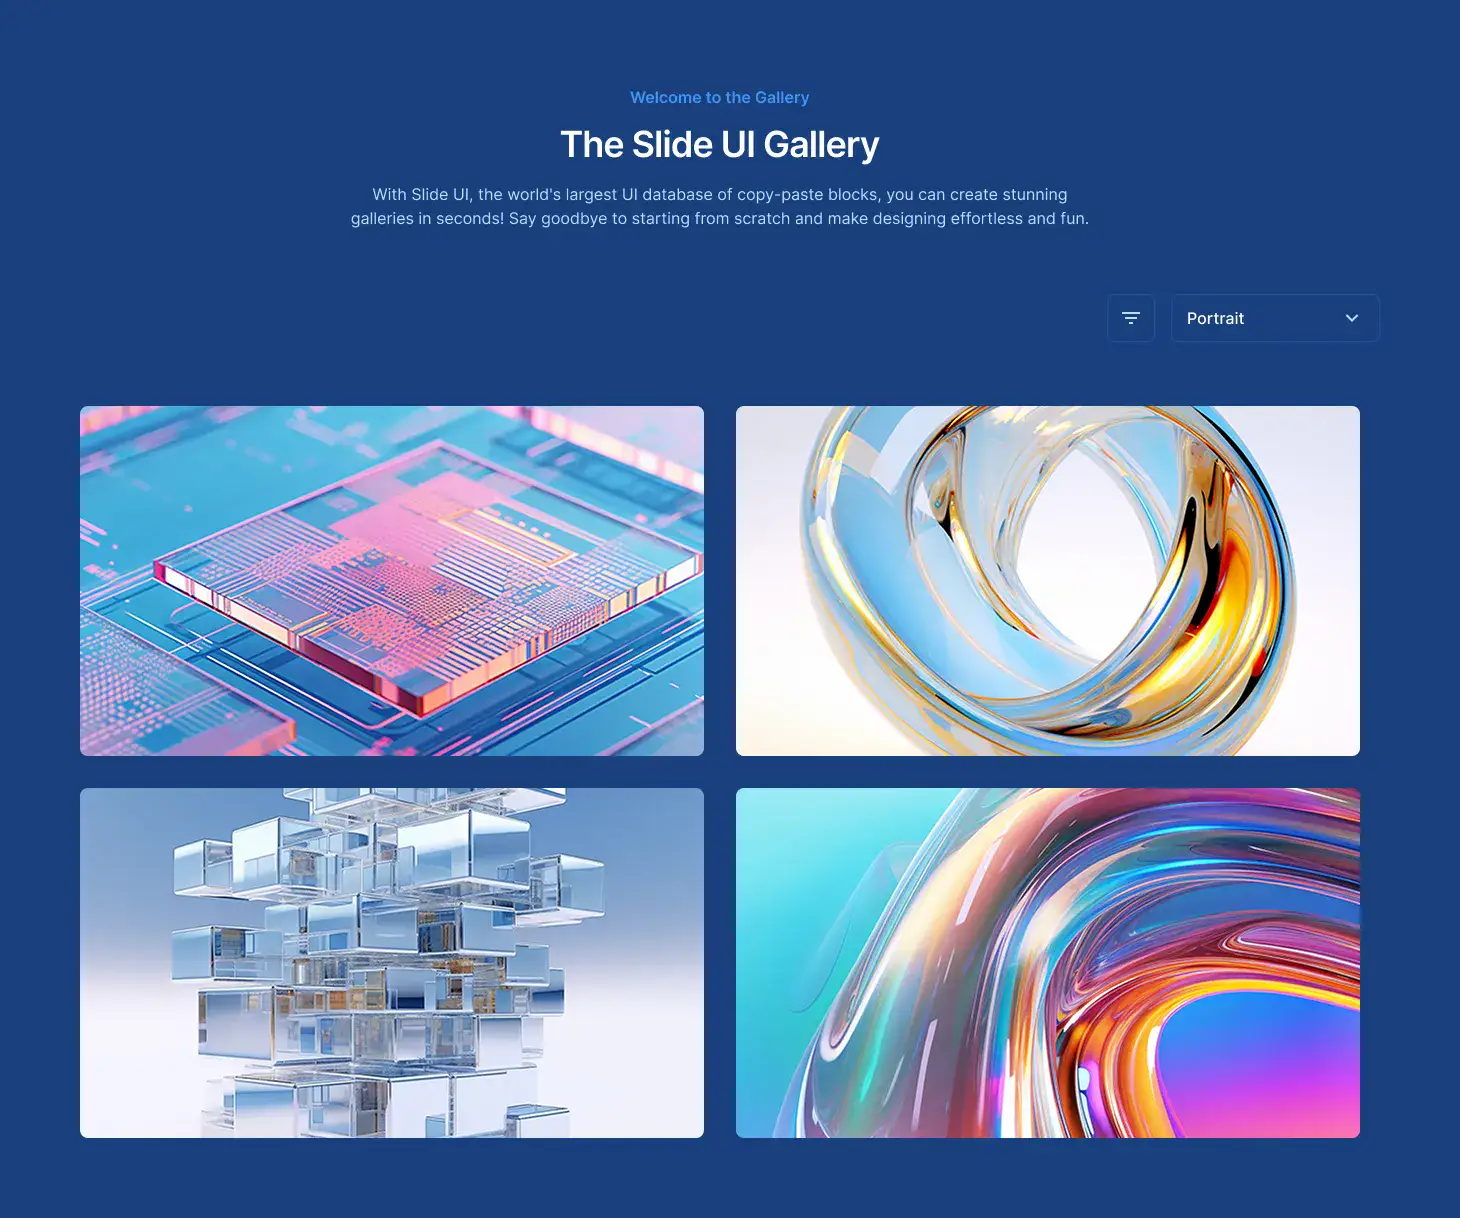 Welcome to the Gallery
The Slide UI Gallery
With Slide UI, the world's largest UI database of copy-paste blocks, you can create stunning
galleries in seconds! Say goodbye to starting from scratch and make designing effortless and fun.
Portrait